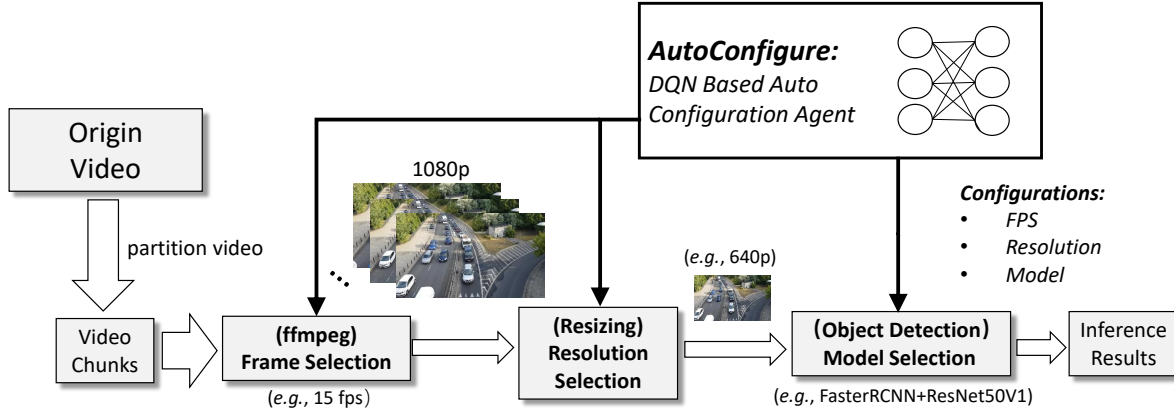 AutoConfigure:
DQN Based Auto
Configuration Agent
Origin
Video
1080p
Configurations:
• FPS
• Resolution
• Model
partition video
(e.g., 640p)
Video
Chunks
(ffmpeg)
Frame Selection
(Resizing)
Resolution
Selection
(Object Detection)
Model Selection
Inference
Results
(e.g., 15 fps)
(e.g., FasterRCNN+ResNet50V1)